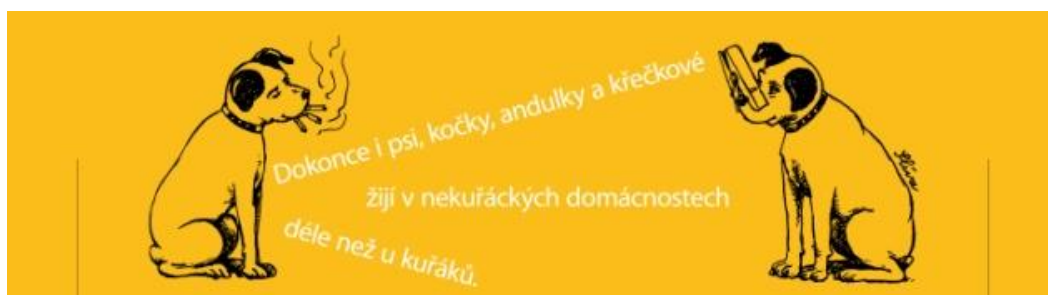 Dokonce i psi, kočky, andulky a křečkové
žijí v nekuřáckých domácnostech
déle než u kuřáků.